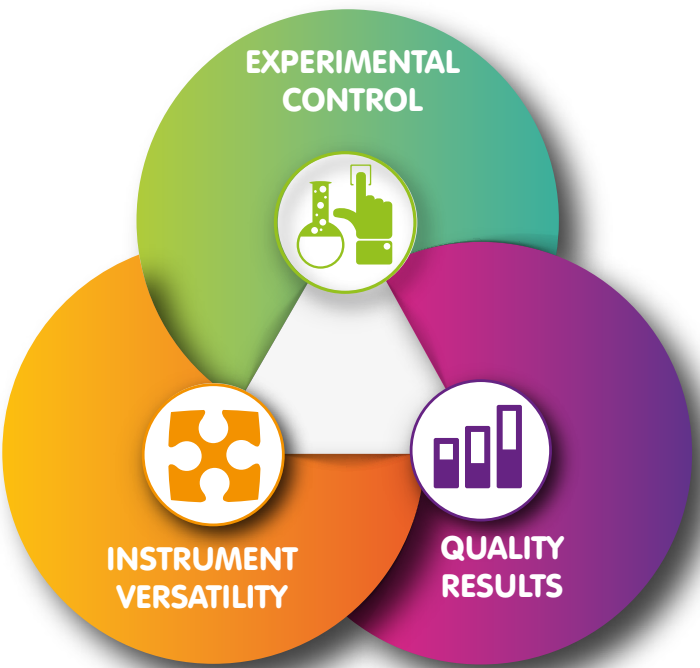 EXPERIMENTAL
CONTROL
INSTRUMENT
VERSATILITY
QUALITY
RESULTS